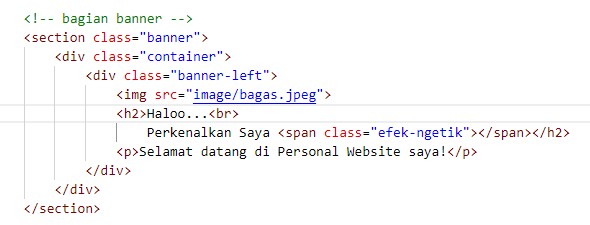 <!-- bagian banner -->
<section class="banner">
<div class="container">
<div class="banner-left">
<img src="image/bagas.jpeg">
<h2>Haloo...<br>
Perkenalkan Saya <span class="efek-ngetik"></span></h2>
<p>Selamat datang di Personal Website saya!</p>
</div>
</div>
</section>